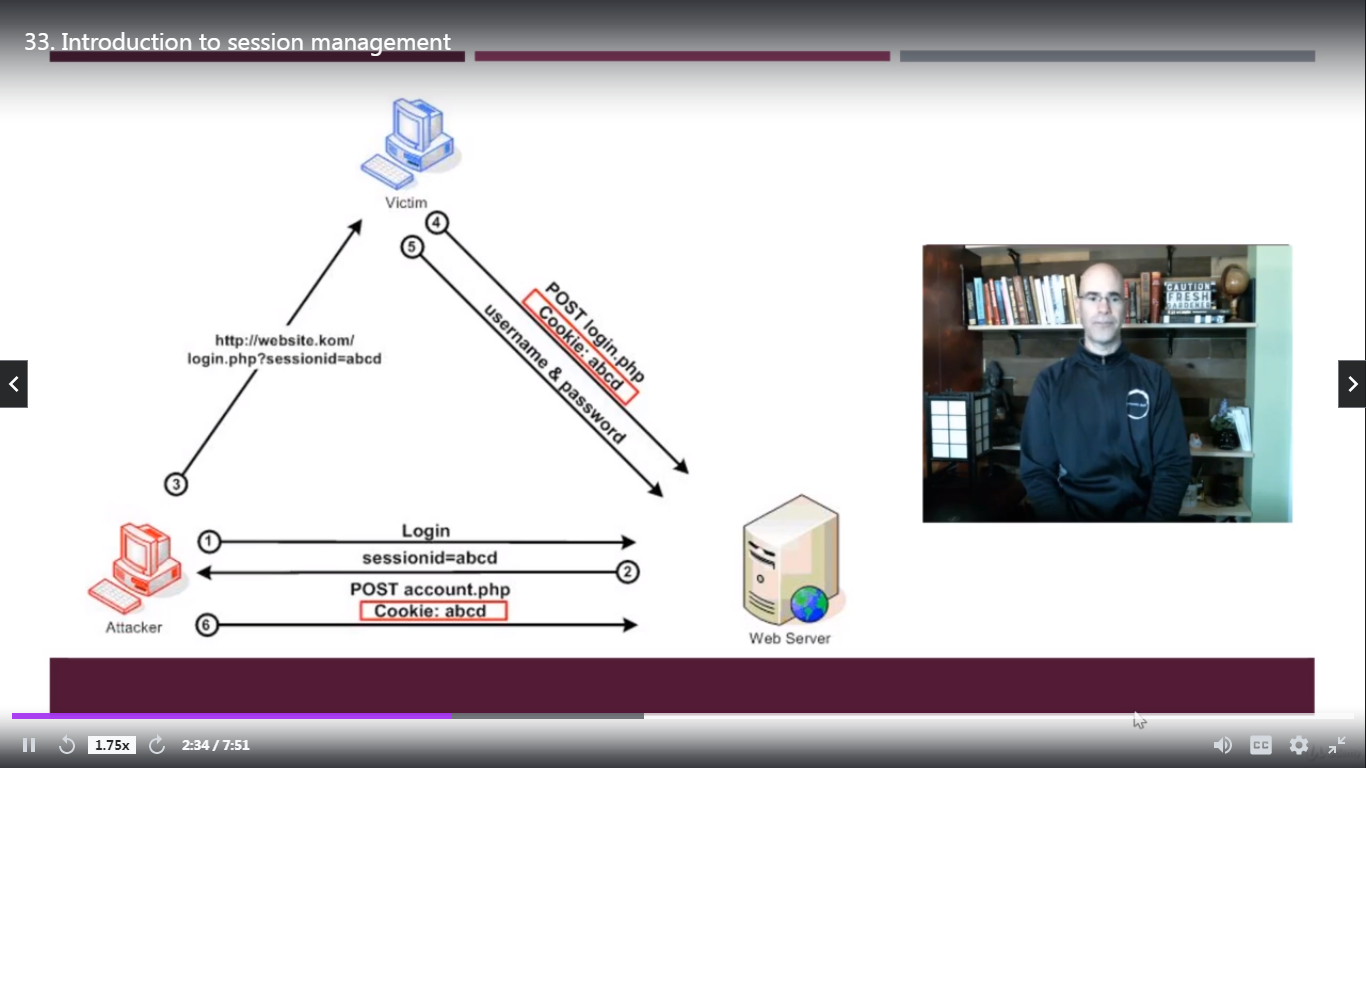 33. Introduction to session management
Victim
4
5
POST login.php
Cookie: abcd
username & password
http://website.kom/
login.php?sessionid=abcd
3
CAUTION
FRESH
GARDENER
1
Login
sessionid=abcd
2
POST account.php
Cookie: abcd
6
Attacker
Web Server
1.75x
2:34 / 7:51
CC